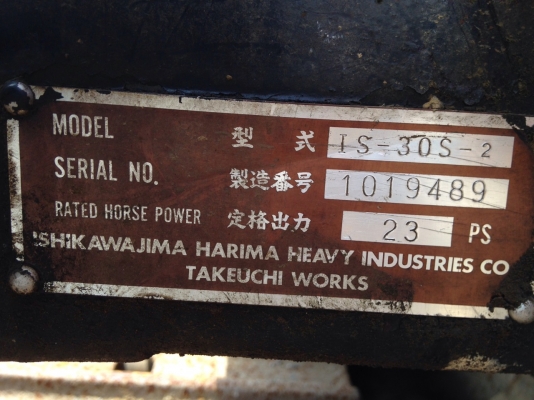 MODEL 型式 IS-30S-2
SERIAL NO. 製造番号 1019489
RATED HORSE POWER 定格出力 23 PS
ISHIKAWAJIMA HARIMA HEAVY INDUSTRIES CO
TAKEUCHI WORKS